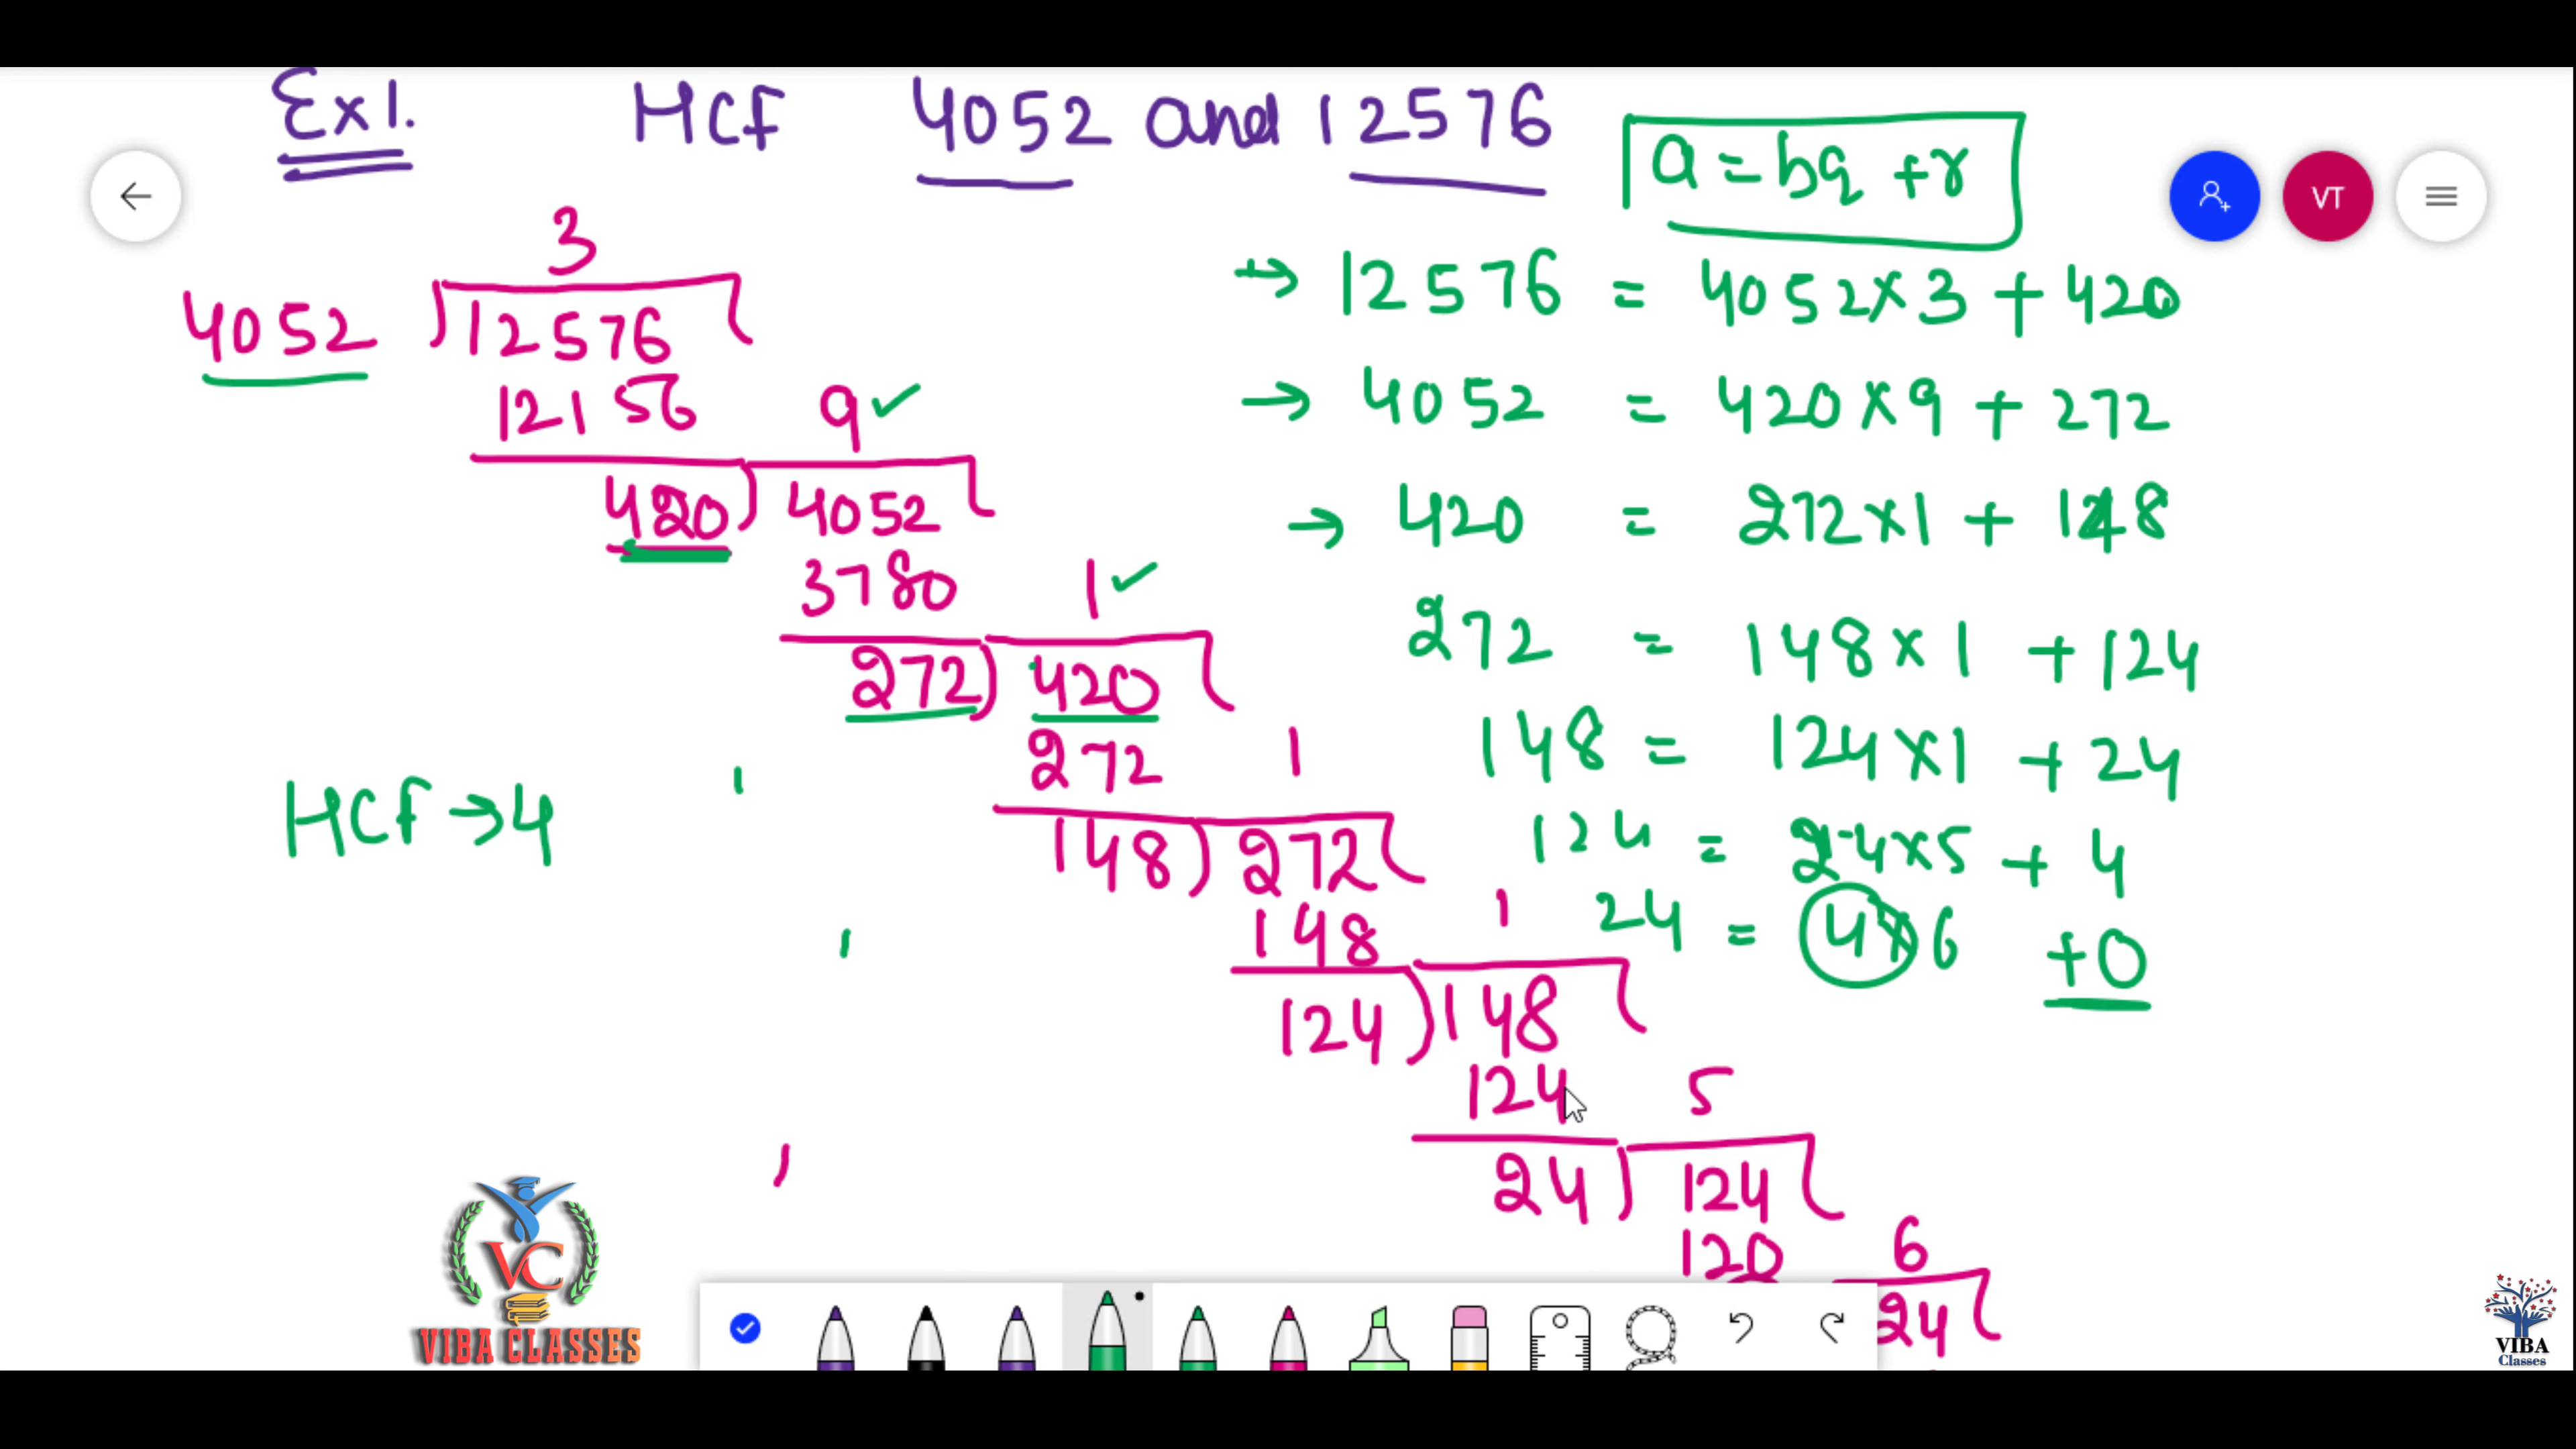 Ex1. HCF 4052 and 12576
a = bq + r
VT
3
4052 ) 12576 (
12156
9 ✓
420 ) 4052 (
3780
1 ✓
272 ) 420 (
272
1
148 ) 272 (
148
1
124 ) 148 (
124
5
24 ) 124 (
120
6
24 (
→ 12576 = 4052×3 + 420
→ 4052 = 420×9 + 272
→ 420 = 272×1 + 148
272 = 148×1 + 124
148 = 124×1 + 24
124 = 24×5 + 4
24 = 4×6 + 0
HCF → 4
VC
VIBA CLASSES
VIBA
Classes